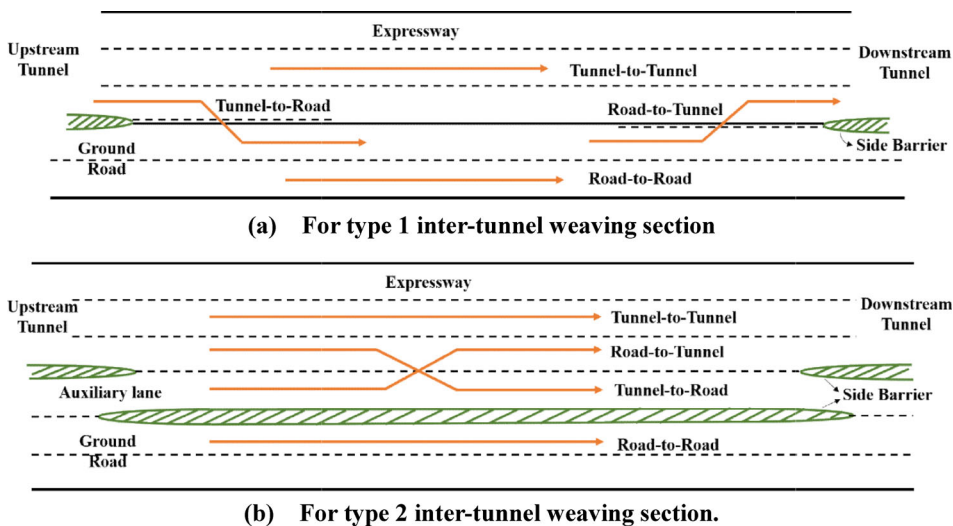 Expressway
Upstream
Tunnel
Downstream
Tunnel
Tunnel-to-Tunnel
Tunnel-to-Road
Road-to-Tunnel
Ground
Road
Side Barrier
Road-to-Road
(a) For type 1 inter-tunnel weaving section
Expressway
Upstream
Tunnel
Downstream
Tunnel
Tunnel-to-Tunnel
Road-to-Tunnel
Auxiliary lane
Tunnel-to-Road
Side Barrier
Ground
Road
Road-to-Road
(b) For type 2 inter-tunnel weaving section.